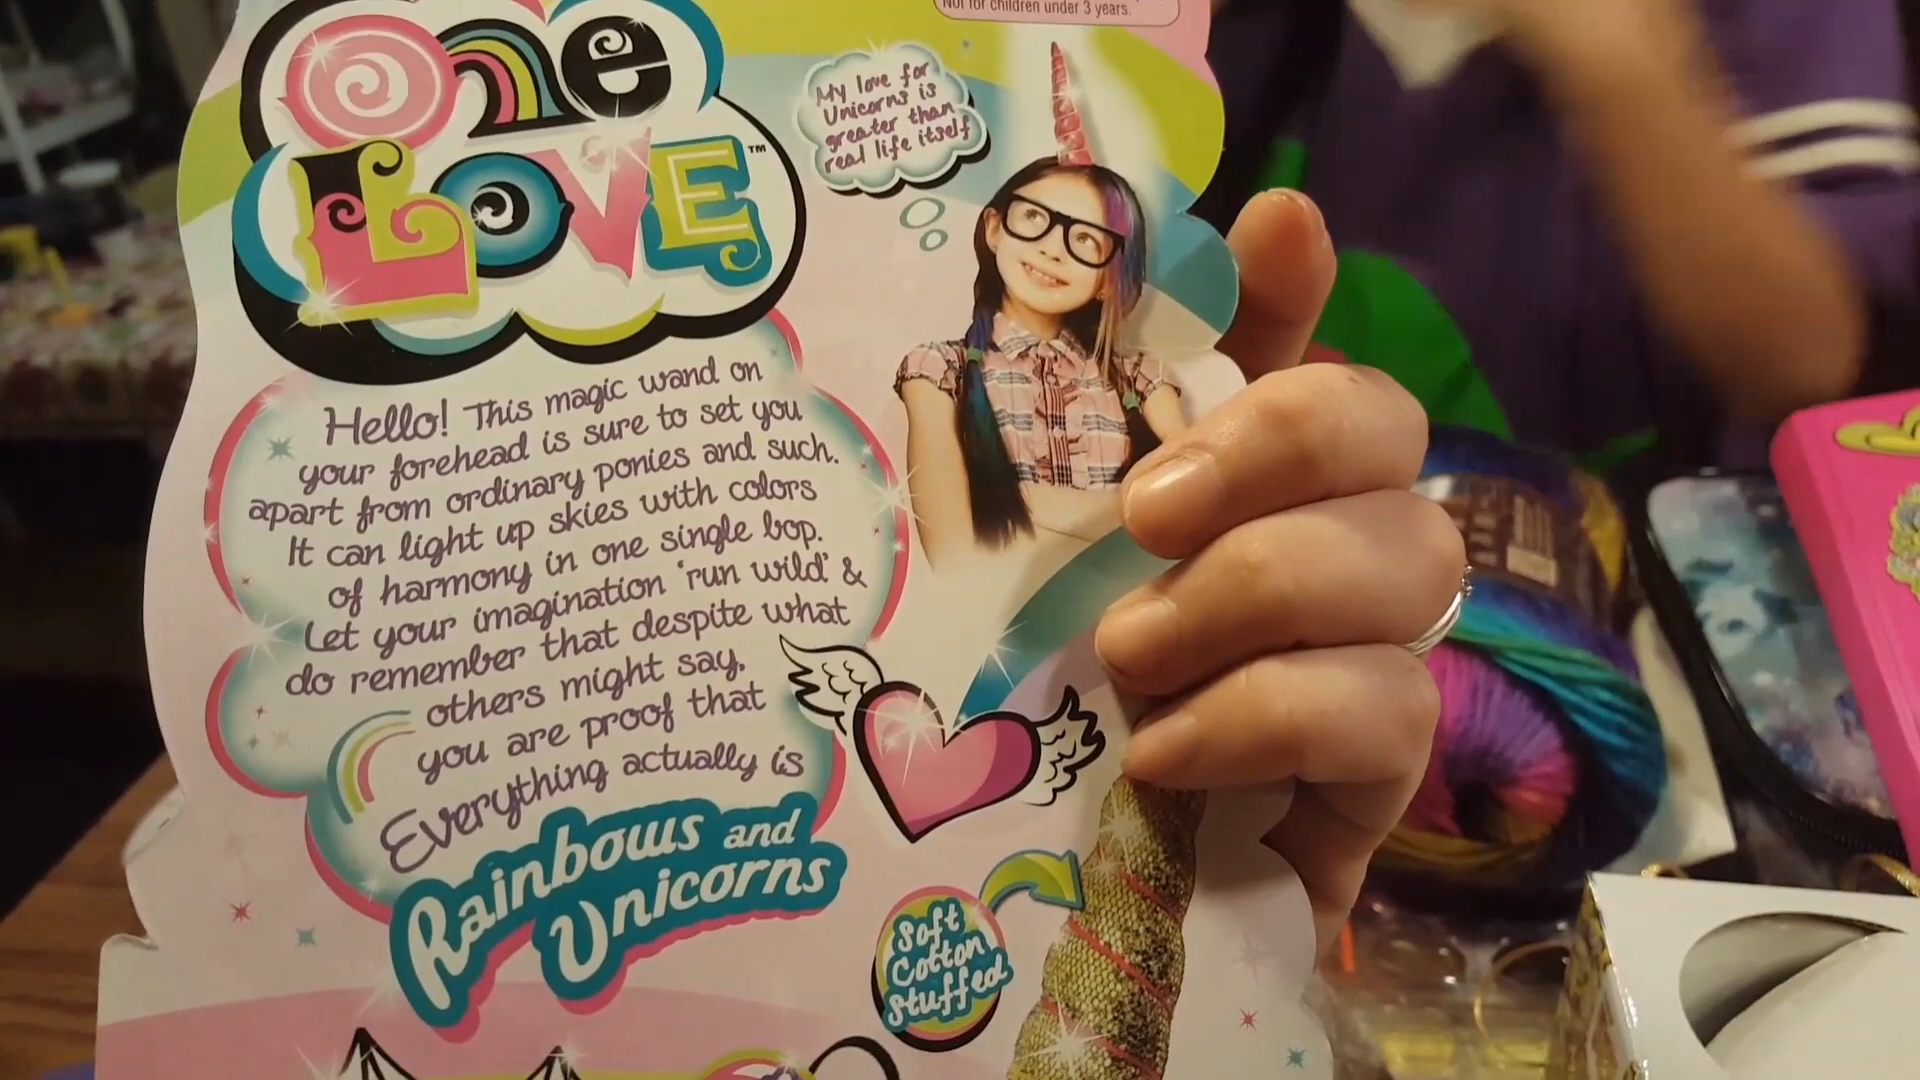 Not for children under 3 years.
One
LOVE™
My love for
Unicorns is
greater than
real life itself
Hello! This magic wand on
your forehead is sure to set you
apart from ordinary ponies and such.
It can light up skies with colors
of harmony in one single bop.
Let your imagination 'run wild' &
do remember that despite what
others might say,
you are proof that
Everything actually is
Rainbows and
Unicorns
Soft
Cotton
Stuffed